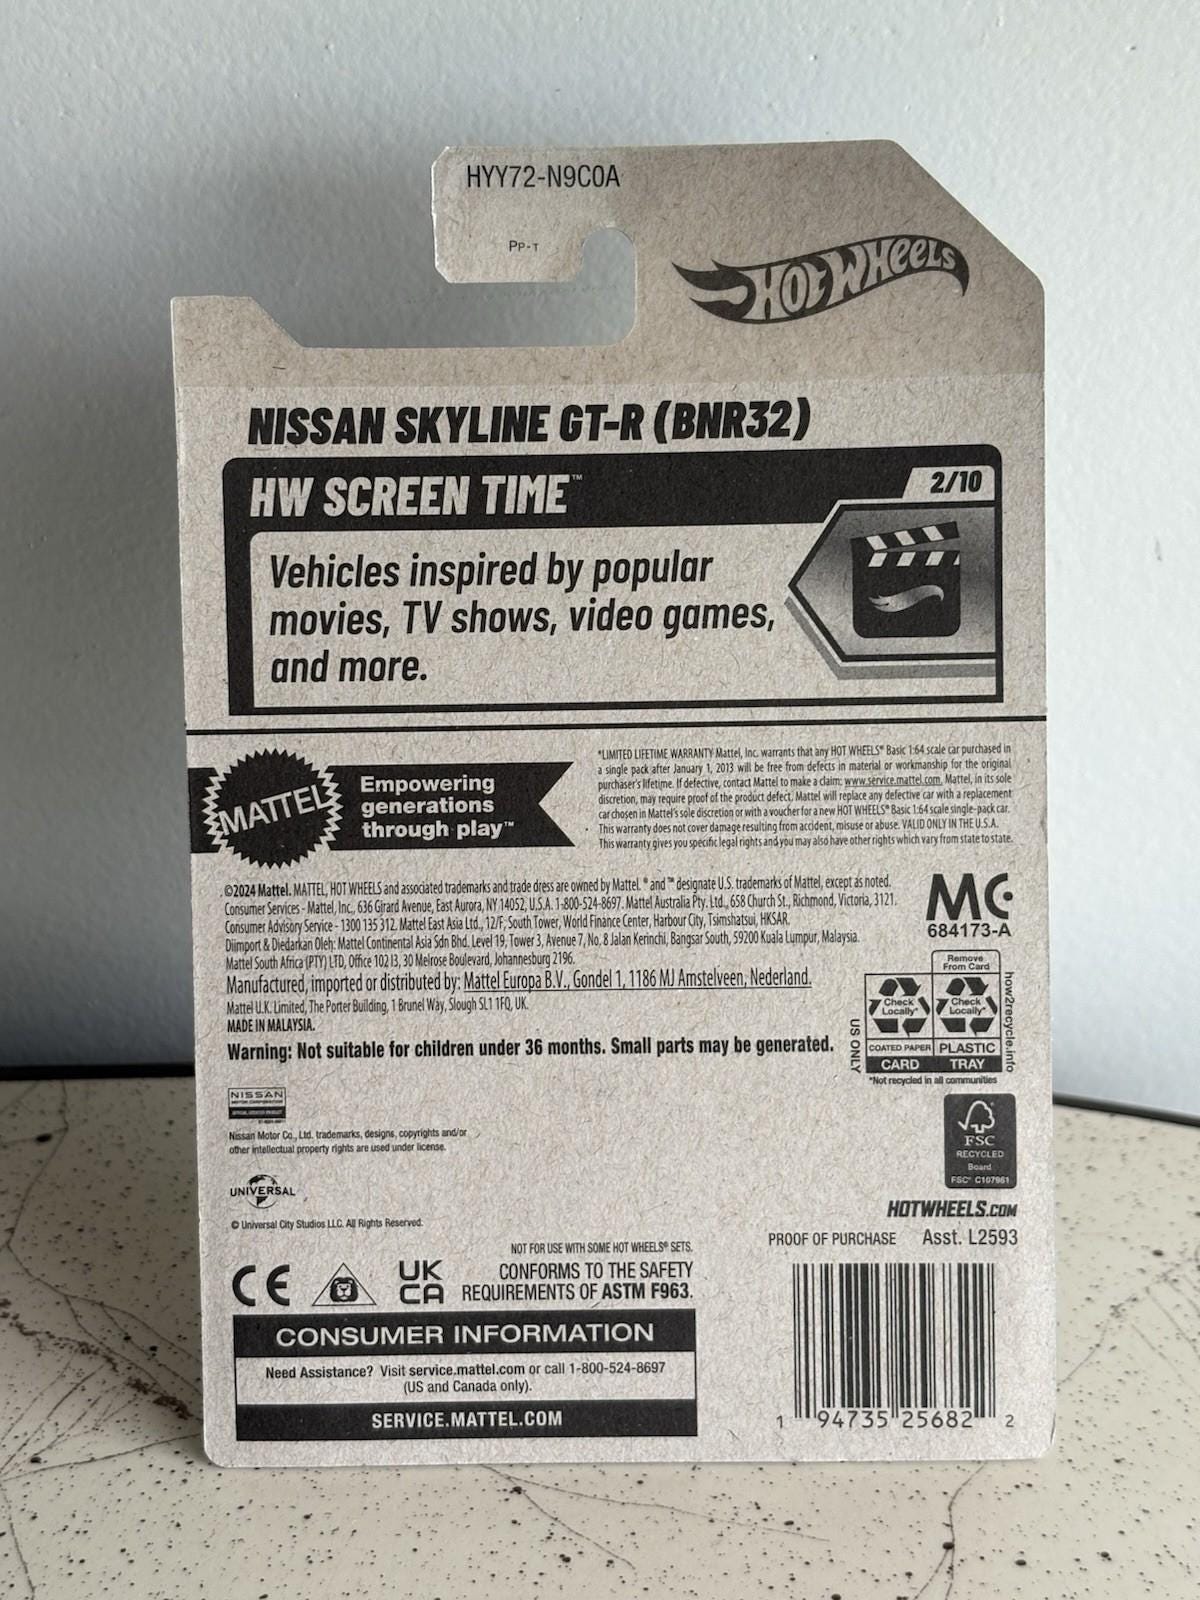 HYY72-N9C0A
PP-T
HOT WHEELS
NISSAN SKYLINE GT-R (BNR32)
HW SCREEN TIME™
2/10
Vehicles inspired by popular
movies, TV shows, video games,
and more.
MATTEL
Empowering
generations
through play™
*LIMITED LIFETIME WARRANTY Mattel, Inc. warrants that any HOT WHEELS® Basic 1:64 scale car purchased in
a single pack after January 1, 2013 will be free from defects in material or workmanship for the original
purchaser's lifetime. If defective, contact Mattel to make a claim: www.service.mattel.com. Mattel, in its sole
discretion, may require proof of the product defect. Mattel will replace any defective car with a replacement
car chosen in Mattel's sole discretion or with a voucher for a new HOT WHEELS® Basic 1:64 scale single-pack car.
This warranty does not cover damage resulting from accident, misuse or abuse. VALID ONLY IN THE U.S.A.
This warranty gives you specific legal rights and you may also have other rights which vary from state to state.
©2024 Mattel. MATTEL, HOT WHEELS and associated trademarks and trade dress are owned by Mattel. ® and ™ designate U.S. trademarks of Mattel, except as noted.
Consumer Services - Mattel, Inc., 636 Girard Avenue, East Aurora, NY 14052, U.S.A. 1-800-524-8697. Mattel Australia Pty. Ltd., 658 Church St., Richmond, Victoria, 3121.
Consumer Advisory Service - 1300 135 312. Mattel East Asia Ltd., 12/F, South Tower, World Finance Center, Harbour City, Tsimshatsui, HKSAR.
Diimport & Diedarkan Oleh: Mattel Continental Asia Sdn Bhd. Level 19, Tower 3, Avenue 7, No. 8 Jalan Kerinchi, Bangsar South, 59200 Kuala Lumpur, Malaysia.
Mattel South Africa (PTY) LTD, Office 102 I3, 30 Melrose Boulevard, Johannesburg 2196.
Manufactured, imported or distributed by: Mattel Europa B.V., Gondel 1, 1186 MJ Amstelveen, Nederland.
Mattel U.K. Limited, The Porter Building, 1 Brunel Way, Slough SL1 1FQ, UK.
MADE IN MALAYSIA.
Warning: Not suitable for children under 36 months. Small parts may be generated.
MC
684173-A
Remove
From Card
Check
Locally*
Check
Locally*
COATED PAPER
PLASTIC
CARD
TRAY
US ONLY
how2recycle.info
*Not recycled in all communities
NISSAN
MOTOR CORPORATION
OFFICIAL LICENSED PRODUCT
Nissan Motor Co., Ltd. trademarks, designs, copyrights and/or
other intellectual property rights are used under license.
UNIVERSAL
© Universal City Studios LLC. All Rights Reserved.
FSC
RECYCLED
Board
FSC® C107961
HOTWHEELS.COM
PROOF OF PURCHASE
Asst. L2593
NOT FOR USE WITH SOME HOT WHEELS® SETS.
CE
UK
CA
CONFORMS TO THE SAFETY
REQUIREMENTS OF ASTM F963.
CONSUMER INFORMATION
Need Assistance? Visit service.mattel.com or call 1-800-524-8697
(US and Canada only).
SERVICE.MATTEL.COM
1 94735 25682 2